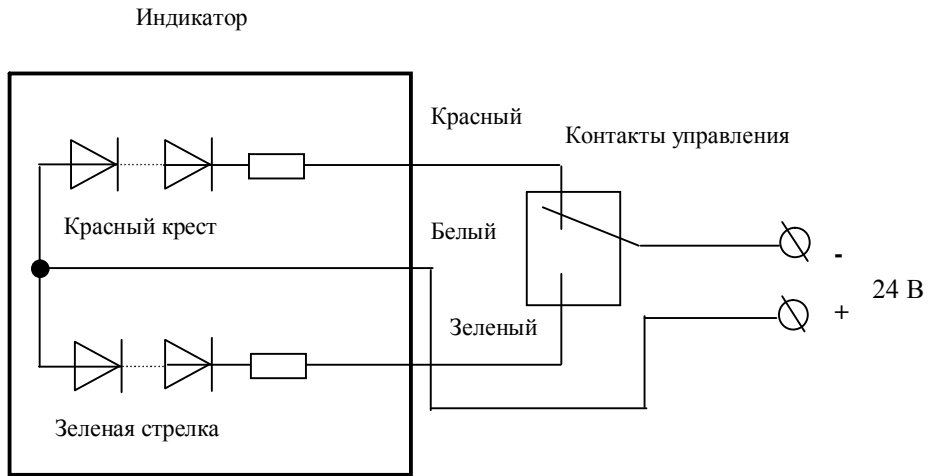 Индикатор
Красный
Контакты управления
Красный крест
Белый
-
24 В
+
Зеленый
Зеленая стрелка